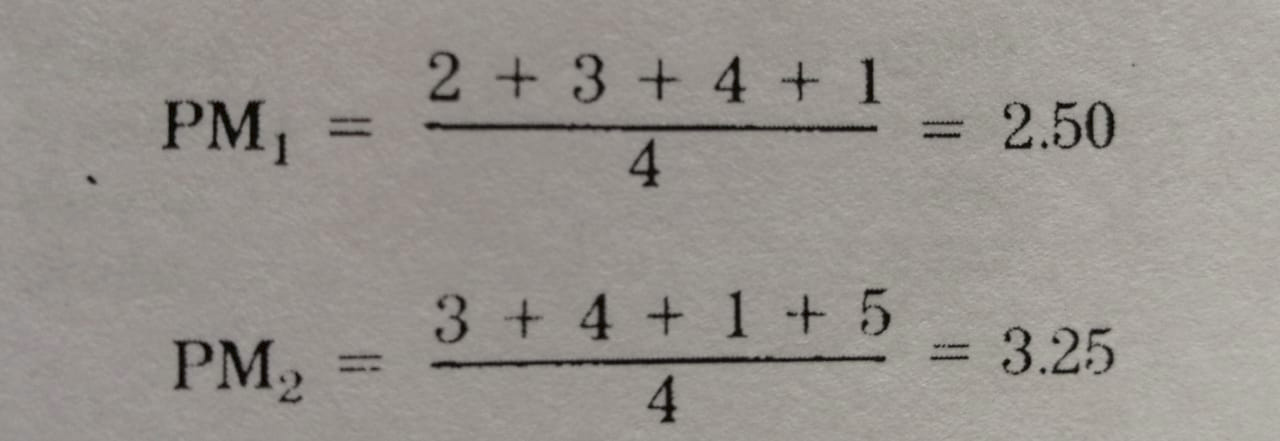 PM₁ = (2 + 3 + 4 + 1) / 4 = 2.50
PM₂ = (3 + 4 + 1 + 5) / 4 = 3.25